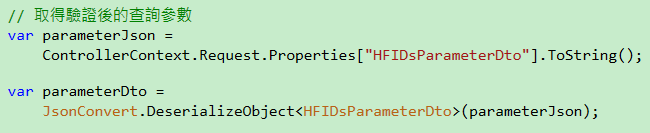 // 取得驗證後的查詢參數
var parameterJson =
ControllerContext.Request.Properties["HFIDsParameterDto"].ToString();
var parameterDto =
JsonConvert.DeserializeObject<HFIDsParameterDto>(parameterJson);